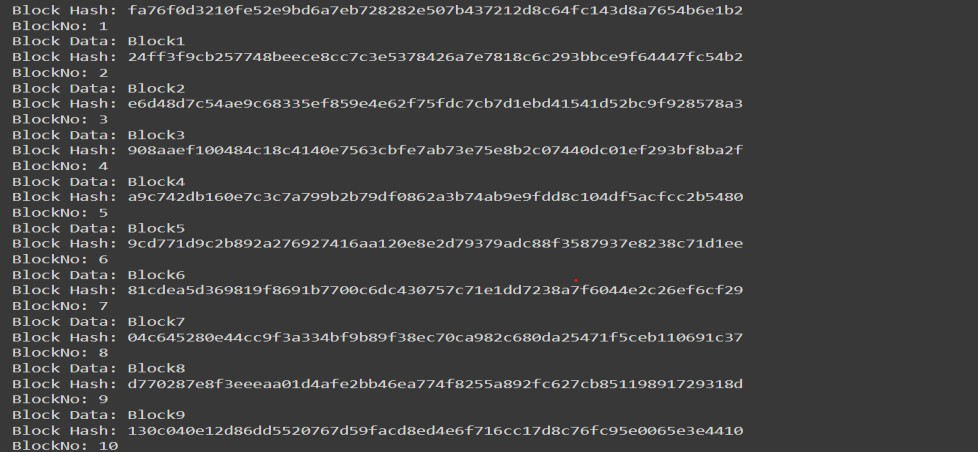 Block Hash: fa76f0d3210fe52e9bd6a7eb728282e507b437212d8c64fc143d8a7654b6e1b2
BlockNo: 1
Block Data: Block1
Block Hash: 24ff3f9cb257748beece8cc7c3e5378426a7e7818c6c293bbce9f64447fc54b2
BlockNo: 2
Block Data: Block2
Block Hash: e6d48d7c54ae9c68335ef859e4e62f75fdc7cb7d1ebd41541d52bc9f928578a3
BlockNo: 3
Block Data: Block3
Block Hash: 908aaef100484c18c4140e7563cbfe7ab73e75e8b2c07440dc01ef293bf8ba2f
BlockNo: 4
Block Data: Block4
Block Hash: a9c742db160e7c3c7a799b2b79df0862a3b74ab9e9fdd8c104df5acfcc2b5480
BlockNo: 5
Block Data: Block5
Block Hash: 9cd771d9c2b892a276927416aa120e8e2d79379adc88f3587937e8238c71d1ee
BlockNo: 6
Block Data: Block6
Block Hash: 81cdea5d369819f8691b7700c6dc430757c71e1dd7238a7f6044e2c26ef6cf29
BlockNo: 7
Block Data: Block7
Block Hash: 04c645280e44cc9f3a334bf9b89f38ec70ca982c680da25471f5ceb110691c37
BlockNo: 8
Block Data: Block8
Block Hash: d770287e8f3eeeaa01d4afe2bb46ea774f8255a892fc627cb85119891729318d
BlockNo: 9
Block Data: Block9
Block Hash: 130c040e12d86dd5520767d59facd8ed4e6f716cc17d8c76fc95e0065e3e4410
BlockNo: 10